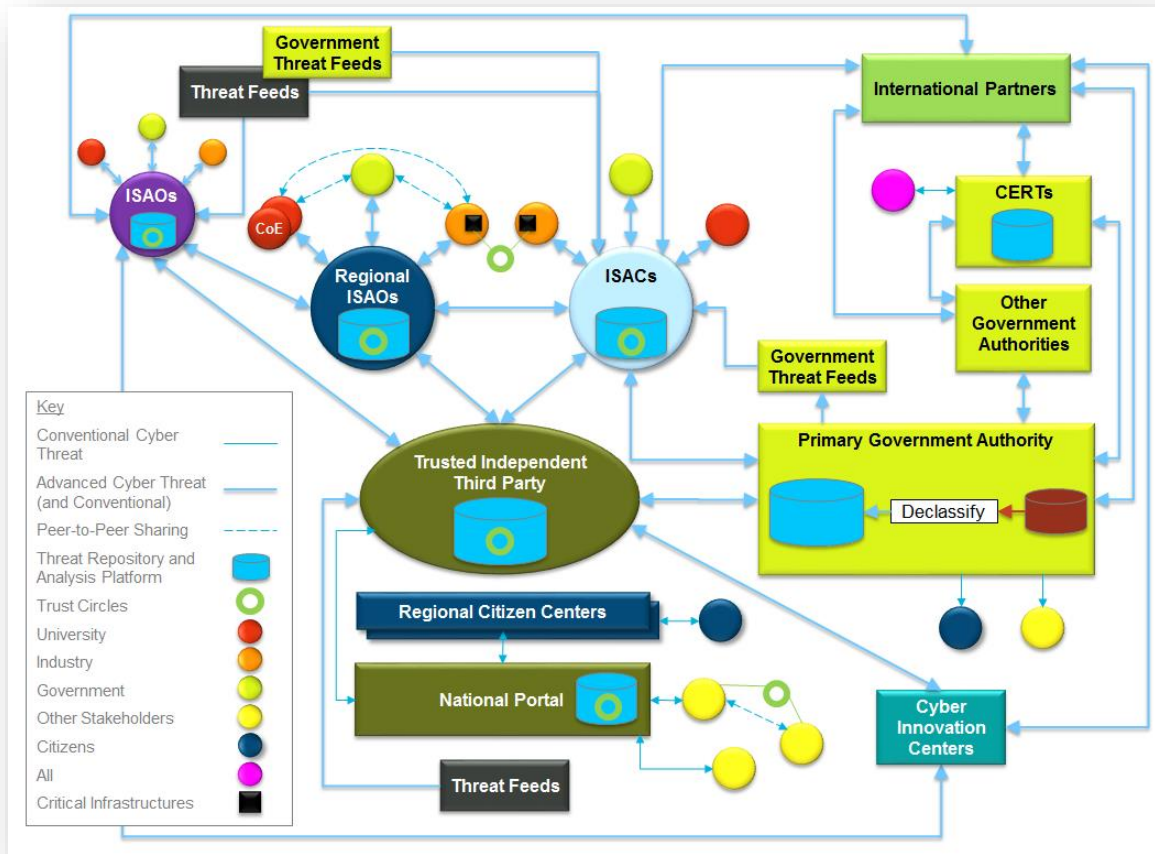 Government
Threat Feeds
Threat Feeds
International Partners
ISAOs
CERTs
CoE
Regional
ISAOs
ISACs
Other
Government
Authorities
Government
Threat Feeds
Key
Conventional Cyber
Threat
Advanced Cyber Threat
(and Conventional)
Peer-to-Peer Sharing
Threat Repository and
Analysis Platform
Trust Circles
University
Industry
Government
Other Stakeholders
Citizens
All
Critical Infrastructures
Trusted Independent
Third Party
Primary Government Authority
Declassify
Regional Citizen Centers
National Portal
Threat Feeds
Cyber
Innovation
Centers